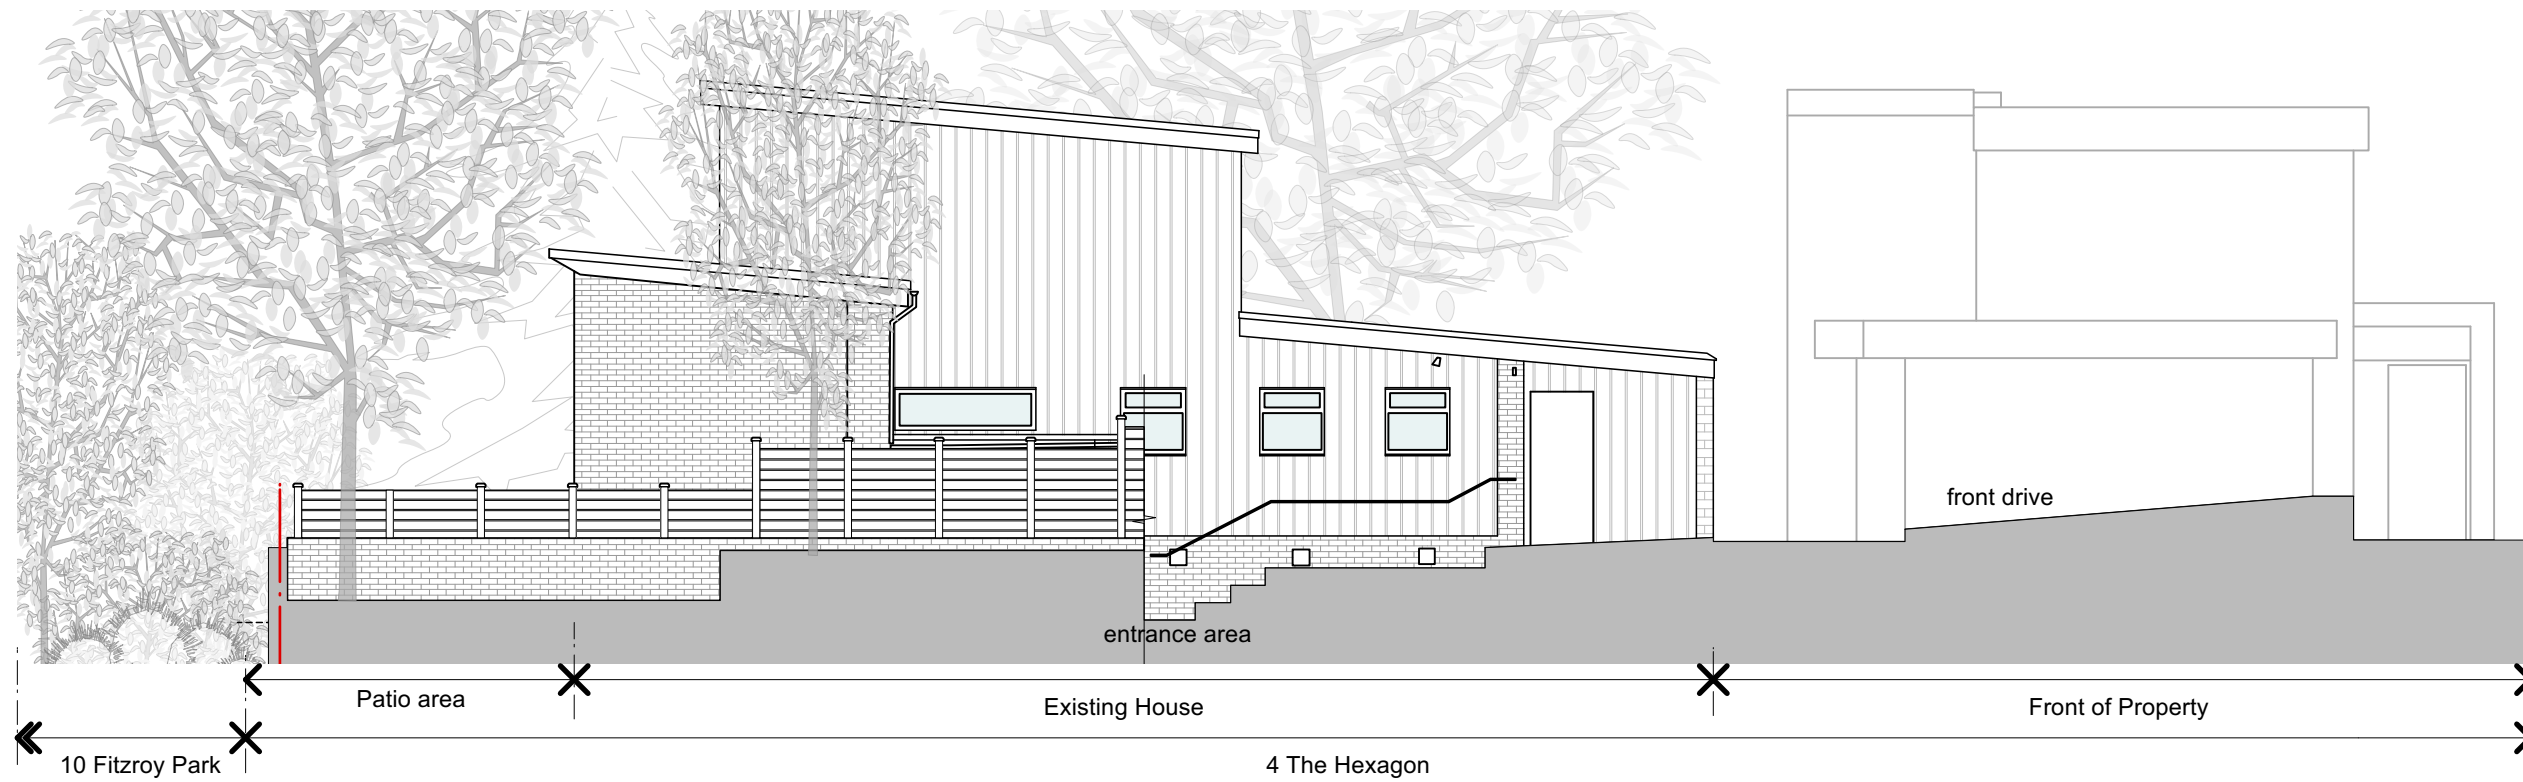 front drive
entrance area
Patio area
Existing House
Front of Property
10 Fitzroy Park
4 The Hexagon